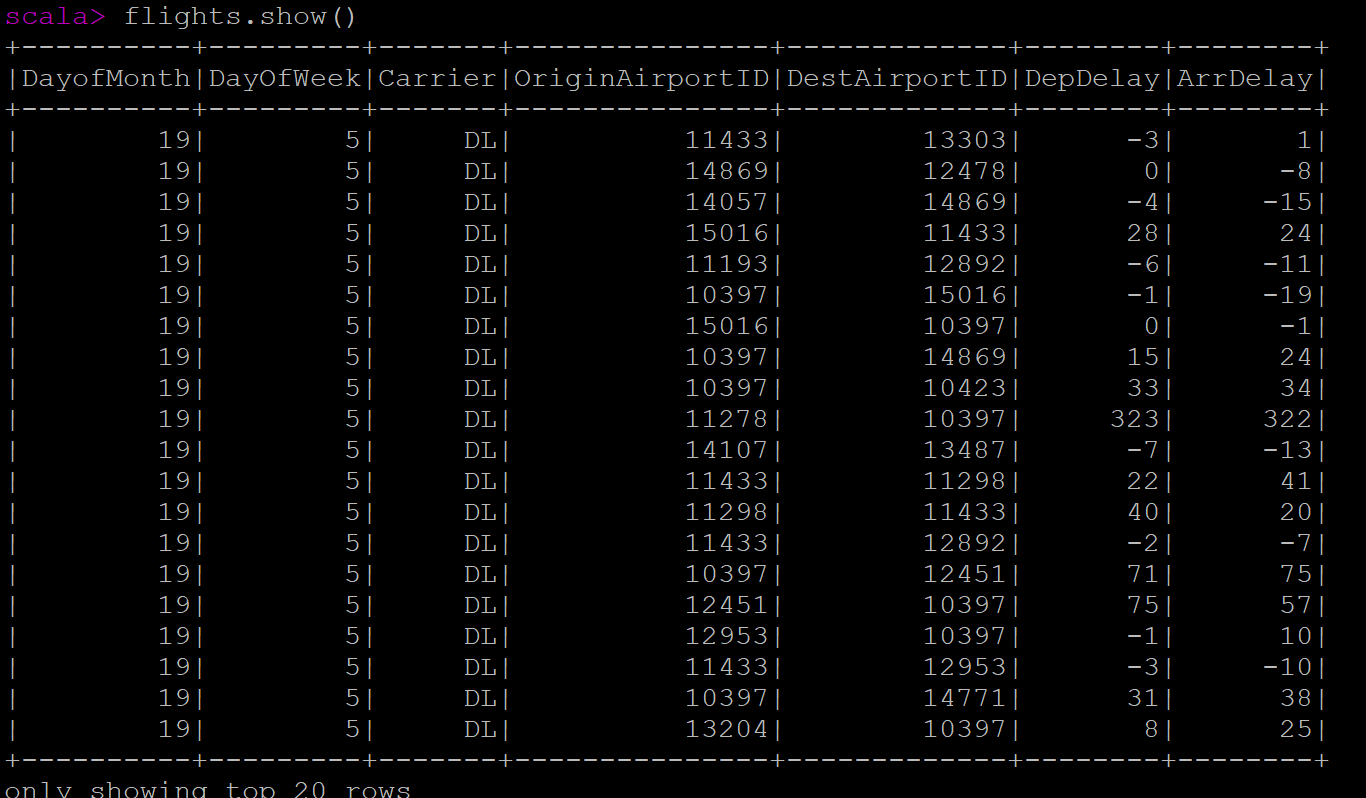 scala> flights.show()
+----------+---------+-------+---------------+-------------+--------+--------+
|DayofMonth|DayOfWeek|Carrier|OriginAirportID|DestAirportID|DepDelay|ArrDelay|
+----------+---------+-------+---------------+-------------+--------+--------+
|        19|        5|     DL|          11433|        13303|      -3|       1|
|        19|        5|     DL|          14869|        12478|       0|      -8|
|        19|        5|     DL|          14057|        14869|      -4|     -15|
|        19|        5|     DL|          15016|        11433|      28|      24|
|        19|        5|     DL|          11193|        12892|      -6|     -11|
|        19|        5|     DL|          10397|        15016|      -1|     -19|
|        19|        5|     DL|          15016|        10397|       0|      -1|
|        19|        5|     DL|          10397|        14869|      15|      24|
|        19|        5|     DL|          10397|        10423|      33|      34|
|        19|        5|     DL|          11278|        10397|     323|     322|
|        19|        5|     DL|          14107|        13487|      -7|     -13|
|        19|        5|     DL|          11433|        11298|      22|      41|
|        19|        5|     DL|          11298|        11433|      40|      20|
|        19|        5|     DL|          11433|        12892|      -2|      -7|
|        19|        5|     DL|          10397|        12451|      71|      75|
|        19|        5|     DL|          12451|        10397|      75|      57|
|        19|        5|     DL|          12953|        10397|      -1|      10|
|        19|        5|     DL|          11433|        12953|      -3|     -10|
|        19|        5|     DL|          10397|        14771|      31|      38|
|        19|        5|     DL|          13204|        10397|       8|      25|
+----------+---------+-------+---------------+-------------+--------+--------+
only showing top 20 rows